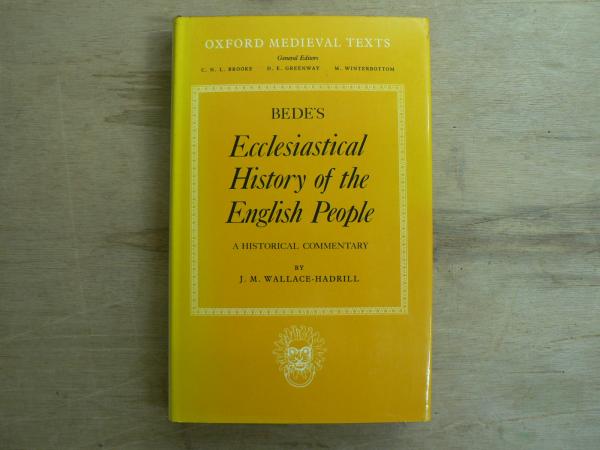 OXFORD MEDIEVAL TEXTS
General Editors
C. N. L. BROOKE D. E. GREENWAY M. WINTERBOTTOM
BEDE'S
Ecclesiastical
History of the
English People
A HISTORICAL COMMENTARY
BY
J. M. WALLACE-HADRILL